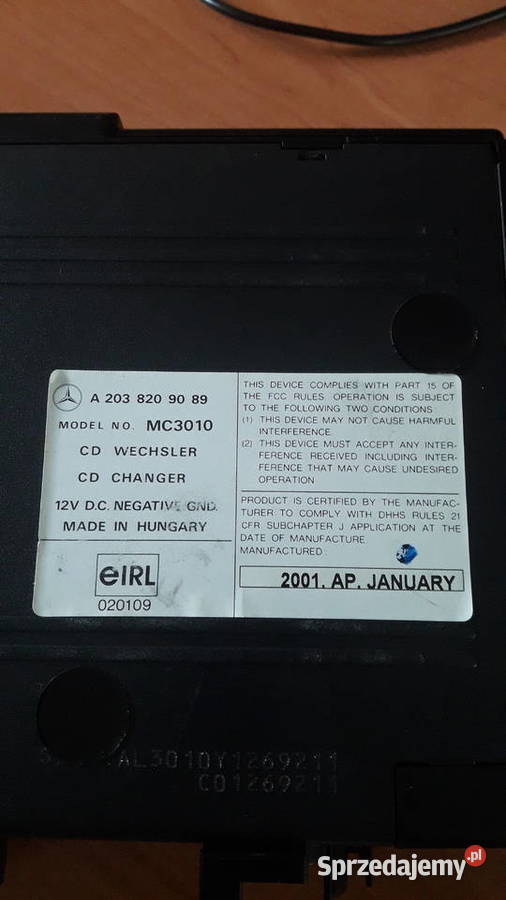 A 203 820 90 89
MODEL NO. MC3010
CD WECHSLER
CD CHANGER
12V D.C. NEGATIVE GND.
MADE IN HUNGARY
eIRL
020109
THIS DEVICE COMPLIES WITH PART 15 OF
THE FCC RULES. OPERATION IS SUBJECT
TO THE FOLLOWING TWO CONDITIONS
(1) THIS DEVICE MAY NOT CAUSE HARMFUL
INTERFERENCE.
(2) THIS DEVICE MUST ACCEPT ANY INTER-
FERENCE RECEIVED INCLUDING INTER-
FERENCE THAT MAY CAUSE UNDESIRED
OPERATION
PRODUCT IS CERTIFIED BY THE MANUFAC-
TURER TO COMPLY WITH DHHS RULES 21
CFR SUBCHAPTER J APPLICATION AT THE
DATE OF MANUFACTURE.
MANUFACTURED:
2001. AP. JANUARY
AL3010Y1269211
CD1269211
Sprzedajemy.pl